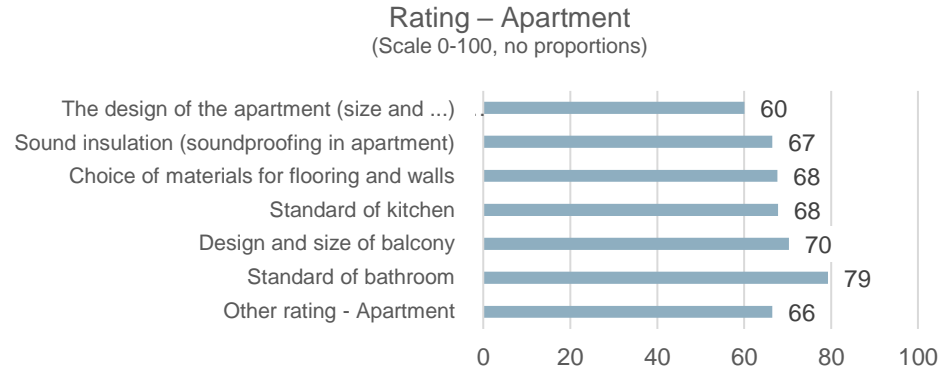 Rating – Apartment
(Scale 0-100, no proportions)
The design of the apartment (size and ...) 60
Sound insulation (soundproofing in apartment) 67
Choice of materials for flooring and walls 68
Standard of kitchen 68
Design and size of balcony 70
Standard of bathroom 79
Other rating - Apartment 66
0 20 40 60 80 100